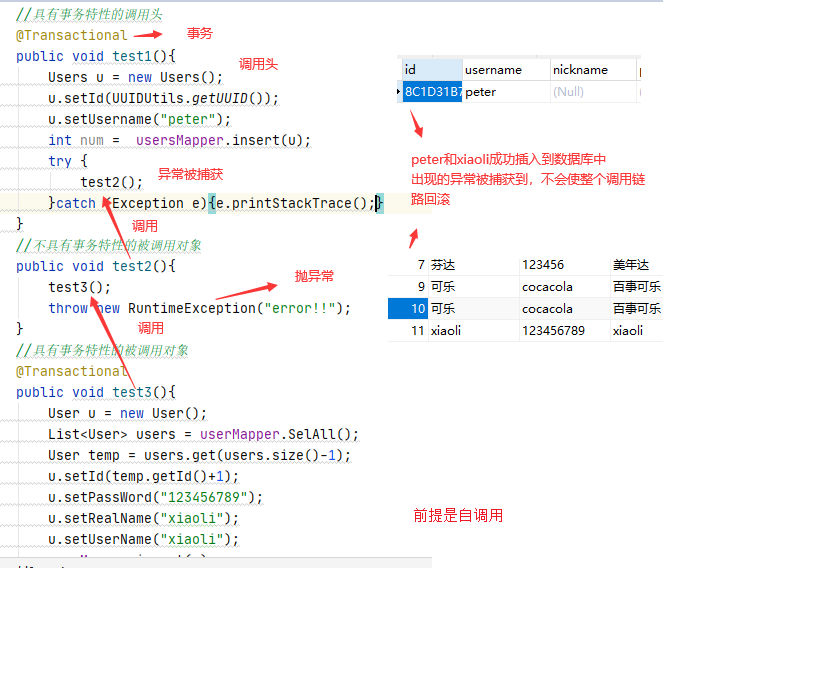 //具有事务特性的调用头
@Transactional
事务
public void test1(){
调用头
Users u = new Users();
u.setId(UUIDUtils.getUUID());
u.setUsername("peter");
int num = usersMapper.insert(u);
try {
异常被捕获
test2();
}catch (Exception e){e.printStackTrace();}
}
调用
//不具有事务特性的被调用对象
public void test2(){
抛异常
test3();
throw new RuntimeException("error!!");
}
调用
//具有事务特性的被调用对象
@Transactional
public void test3(){
User u = new User();
List<User> users = userMapper.SelAll();
User temp = users.get(users.size()-1);
u.setId(temp.getId()+1);
u.setPassWord("123456789");
u.setRealName("xiaoli");
u.setUserName("xiaoli");
id username nickname
8C1D31B7 peter (Null)
peter和xiaoli成功插入到数据库中
出现的异常被捕获到，不会使整个调用链
路回滚
7 芬达 123456 美年达
9 可乐 cocacola 百事可乐
10 可乐 cocacola 百事可乐
11 xiaoli 123456789 xiaoli
前提是自调用